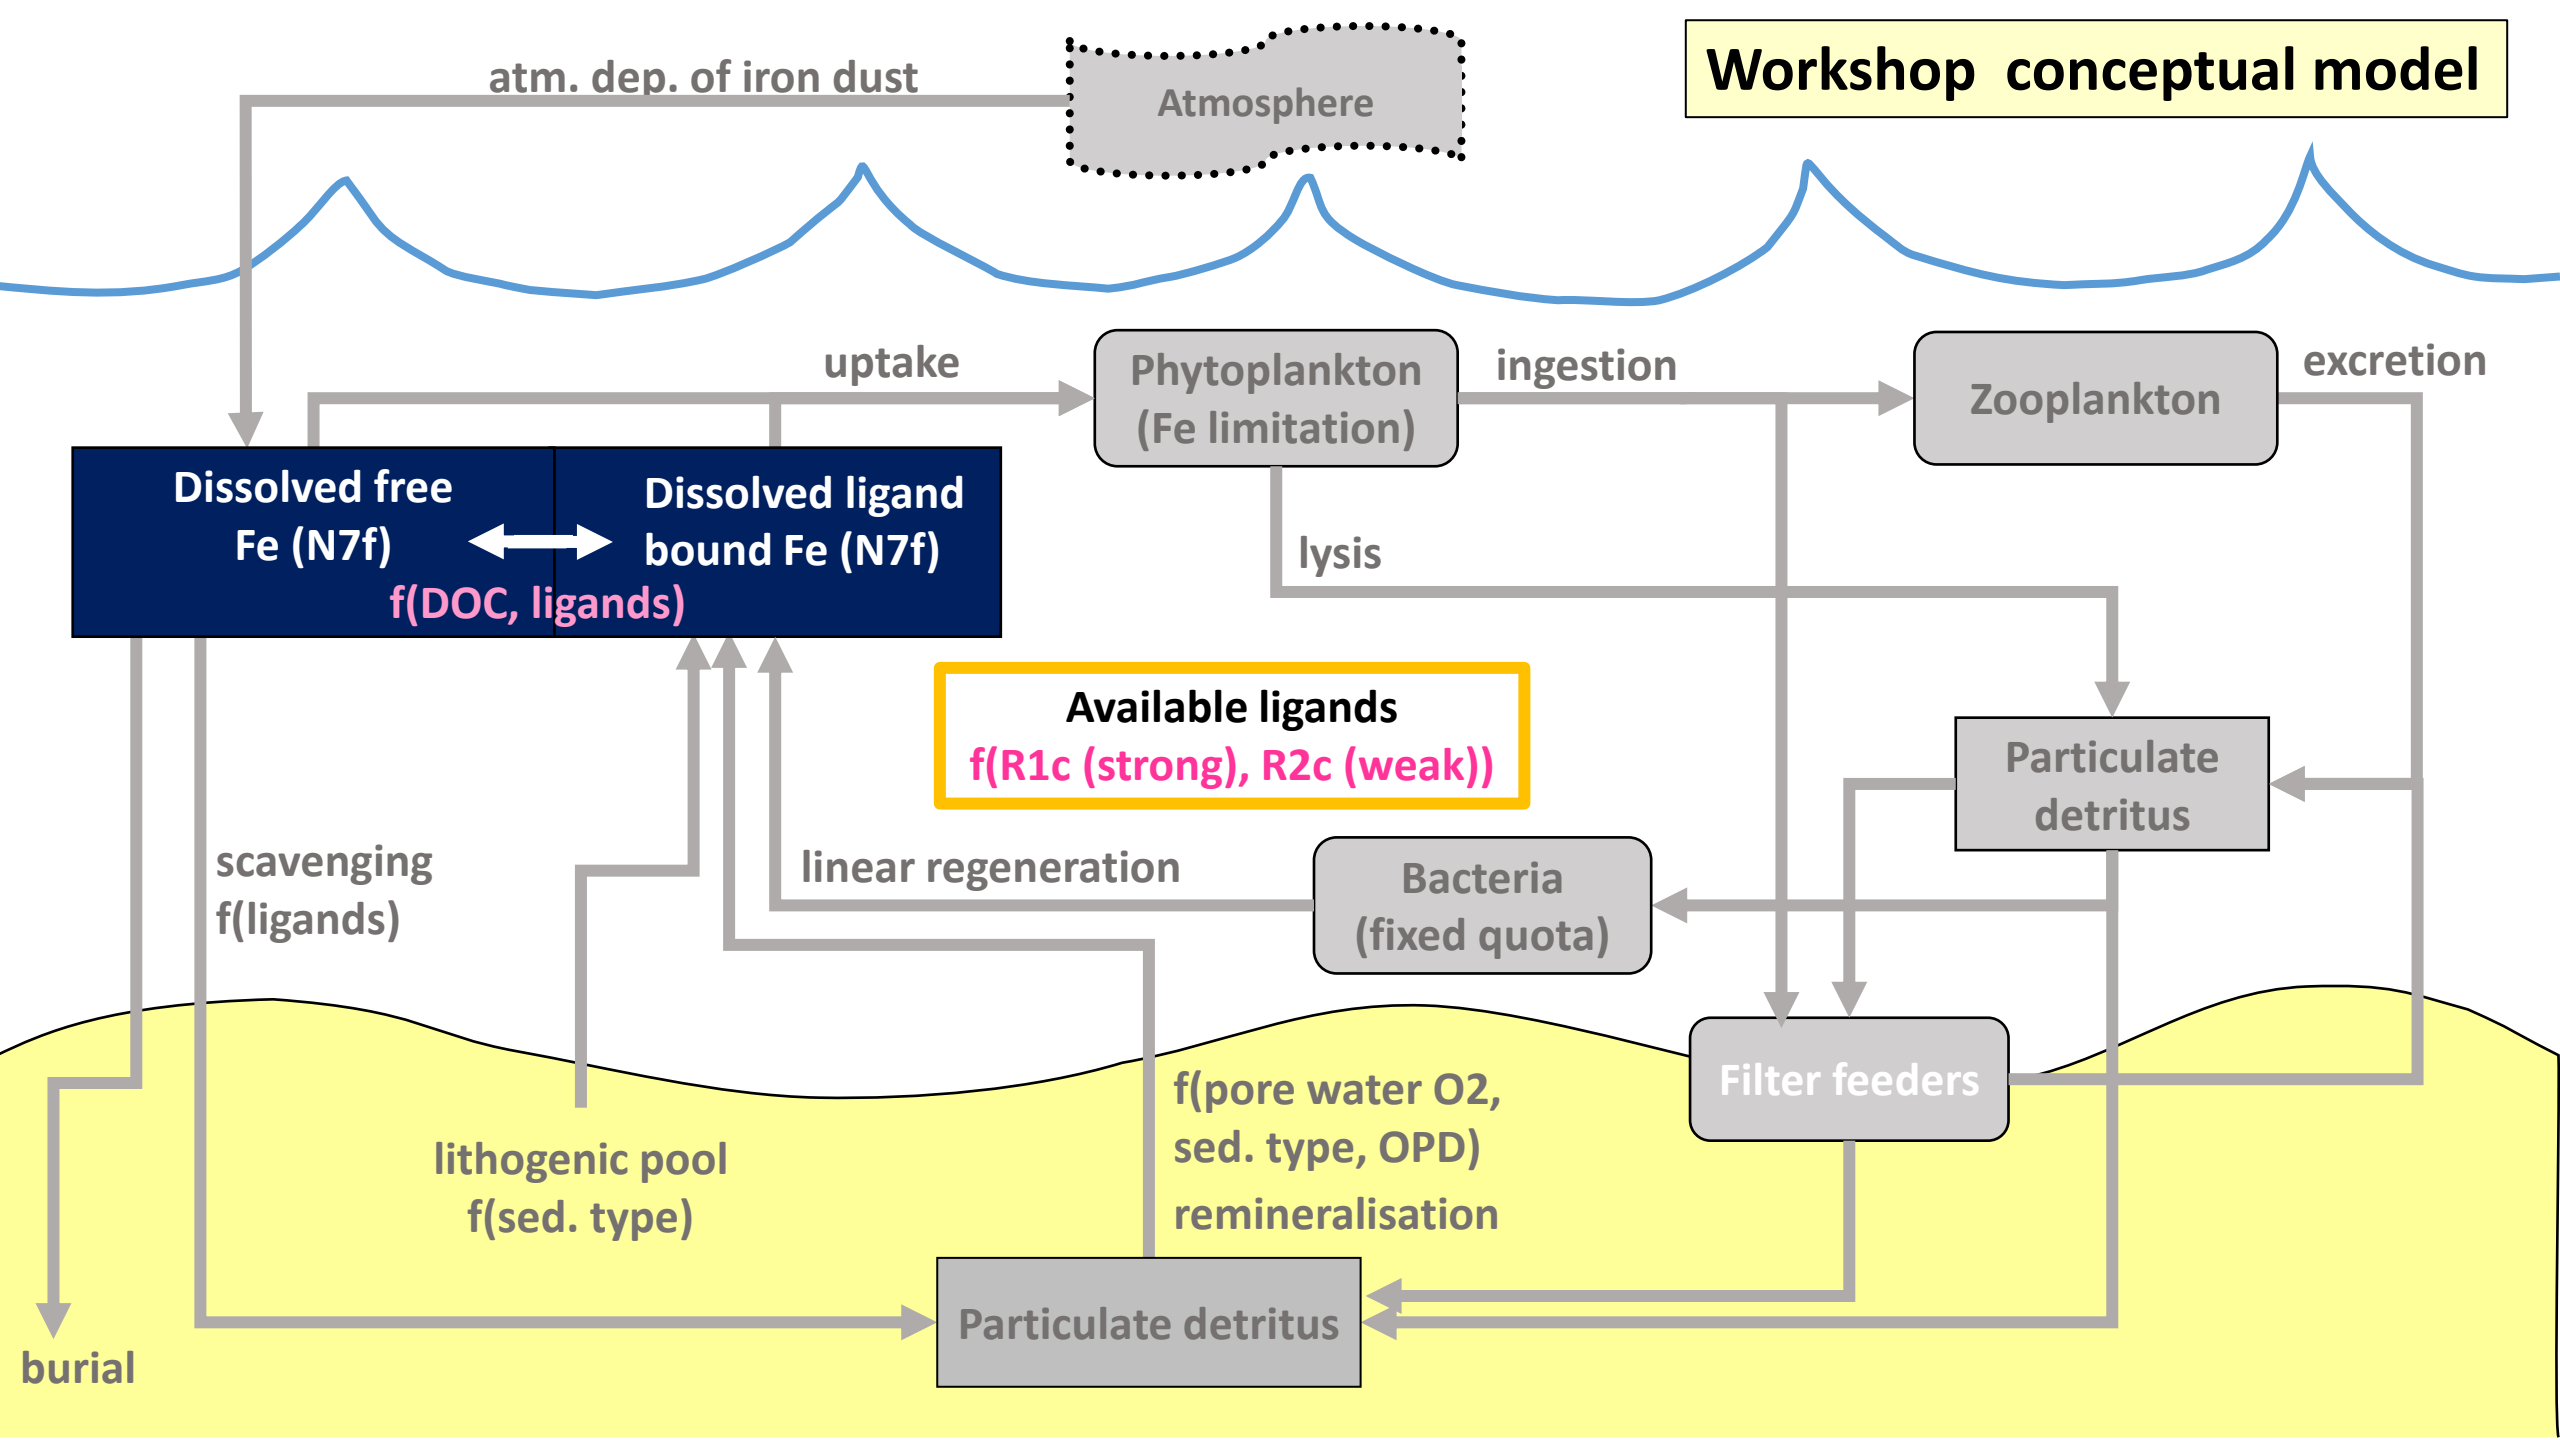 Workshop  conceptual model
atm. dep. of iron dust
Atmosphere
uptake
Phytoplankton
(Fe limitation)
ingestion
Zooplankton
excretion
Dissolved free
Fe (N7f)
Dissolved ligand
bound Fe (N7f)
f(DOC, ligands)
lysis
Available ligands
f(R1c (strong), R2c (weak))
Particulate
detritus
scavenging
f(ligands)
linear regeneration
Bacteria
(fixed quota)
Filter feeders
f(pore water O2,
sed. type, OPD)
remineralisation
lithogenic pool
f(sed. type)
Particulate detritus
burial